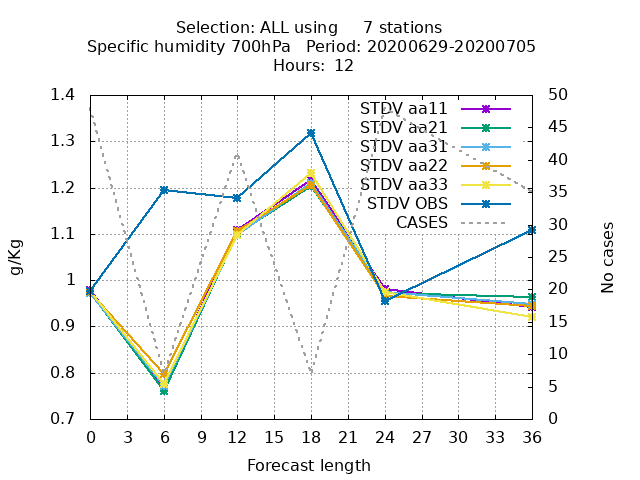 Selection: ALL using     7 stations
Specific humidity 700hPa   Period: 20200629-20200705
Hours: 12
STDV aa11
STDV aa21
STDV aa31
STDV aa22
STDV aa33
STDV OBS
CASES
g/Kg
1.4
1.3
1.2
1.1
1
0.9
0.8
0.7
No cases
50
45
40
35
30
25
20
15
10
5
0
0 3 6 9 12 15 18 21 24 27 30 33 36
Forecast length